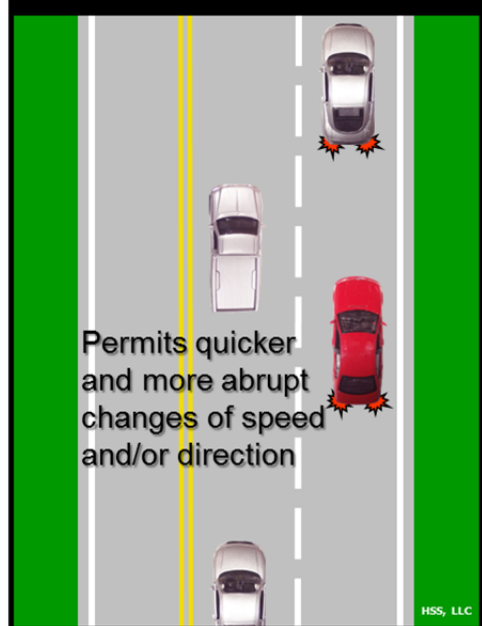 Permits quicker
and more abrupt
changes of speed
and/or direction
HSS, LLC